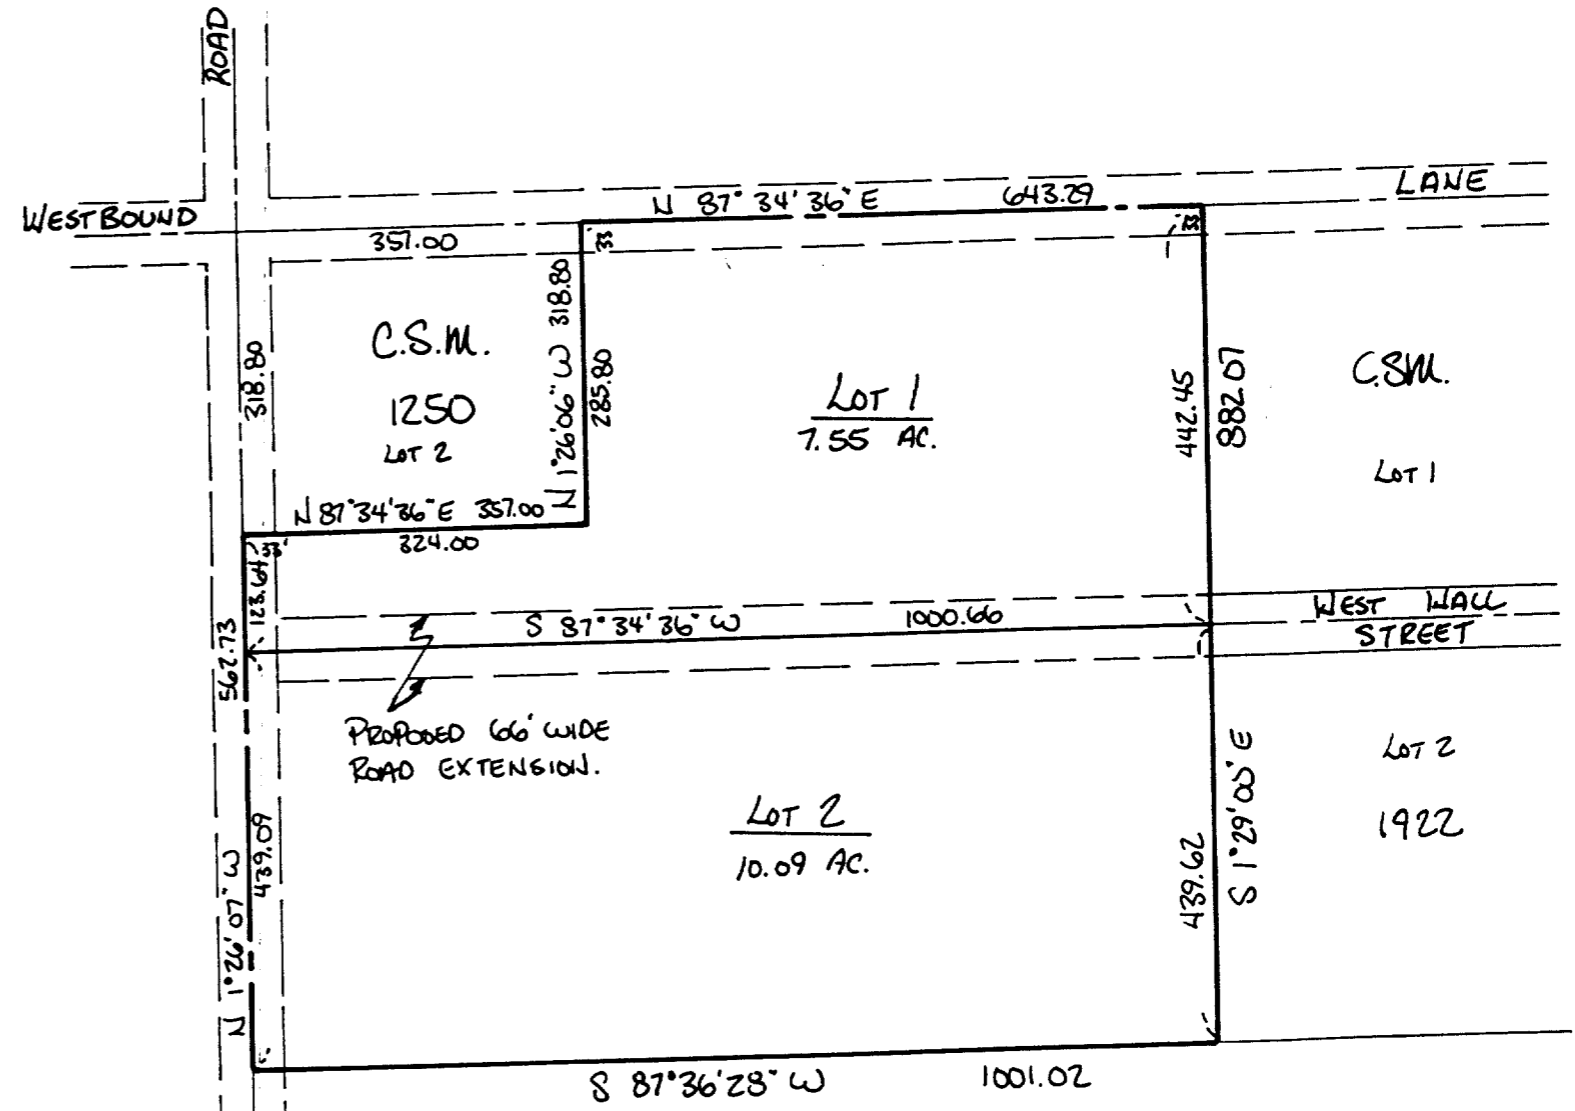 ROAD
WESTBOUND
N 87° 34' 36" E 643.29
LANE
357.00
33
33
C.S.M.
1250
LOT 2
318.80
N 1°26'06" W 318.80
285.80
LOT 1
7.55 AC.
442.45
882.07
C.S.M.
LOT 1
N 87°34'36" E 357.00
324.00
33'
123.64
562.73
S 87°34'36" W 1000.66
WEST WALL
STREET
PROPOSED 66' WIDE
ROAD EXTENSION.
LOT 2
10.09 AC.
439.09
N 1°26'07" W
439.62
S 1°29'05" E
LOT 2
1922
S 87°36'28" W 1001.02